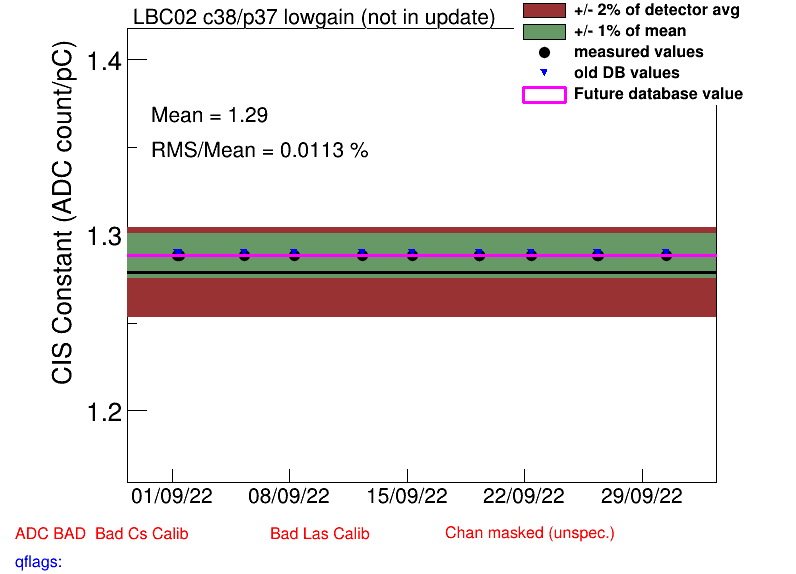 LBC02 c38/p37 lowgain (not in update)
+/- 2% of detector avg
+/- 1% of mean
measured values
old DB values
Future database value
CIS Constant (ADC count/pC)
1.4
Mean = 1.29
RMS/Mean = 0.0113 %
1.3
1.2
01/09/22 08/09/22 15/09/22 22/09/22 29/09/22
ADC BAD Bad Cs Calib Bad Las Calib Chan masked (unspec.)
qflags: